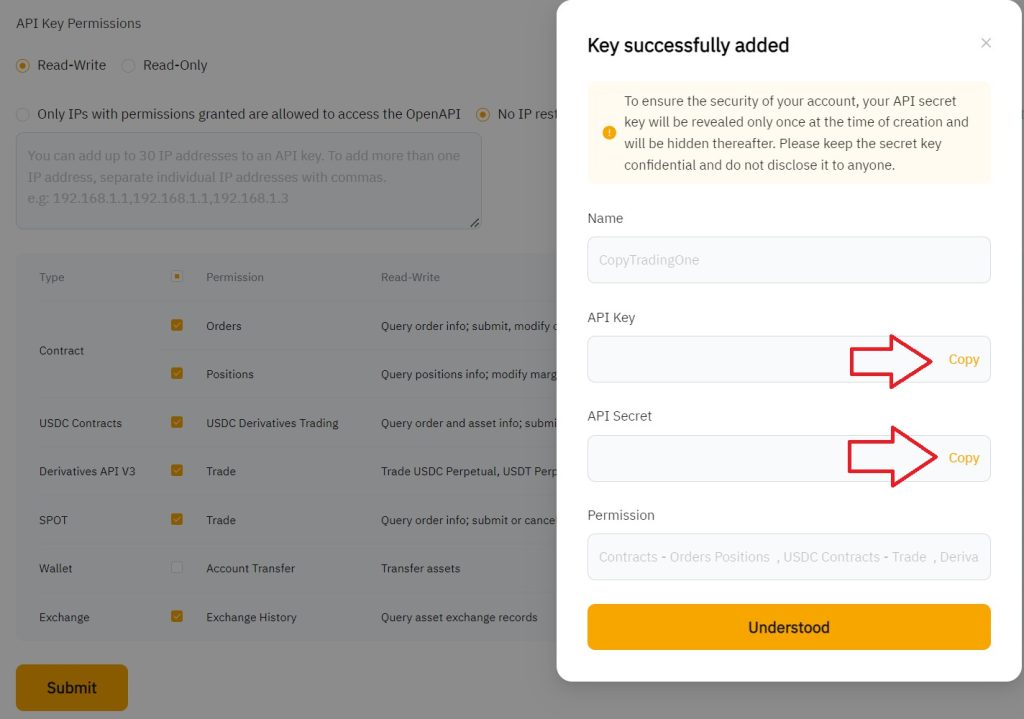 API Key Permissions
Read-Write
Read-Only
Only IPs with permissions granted are allowed to access the OpenAPI
No IP rest
You can add up to 30 IP addresses to an API key. To add more than one
IP address, separate individual IP addresses with commas.
e.g: 192.168.1.1,192.168.1.1,192.168.1.3
Type
Permission
Read-Write
Contract
Orders
Query order info; submit, modify
Positions
Query positions info; modify marg
USDC Contracts
USDC Derivatives Trading
Query order and asset info; submi
Derivatives API V3
Trade
Trade USDC Perpetual, USDT Perp
SPOT
Trade
Query order info; submit or cance
Wallet
Account Transfer
Transfer assets
Exchange
Exchange History
Query asset exchange records
Submit
Key successfully added
To ensure the security of your account, your API secret
key will be revealed only once at the time of creation and
will be hidden thereafter. Please keep the secret key
confidential and do not disclose it to anyone.
Name
CopyTradingOne
API Key
Copy
API Secret
Copy
Permission
Contracts - Orders Positions , USDC Contracts - Trade , Deriva
Understood